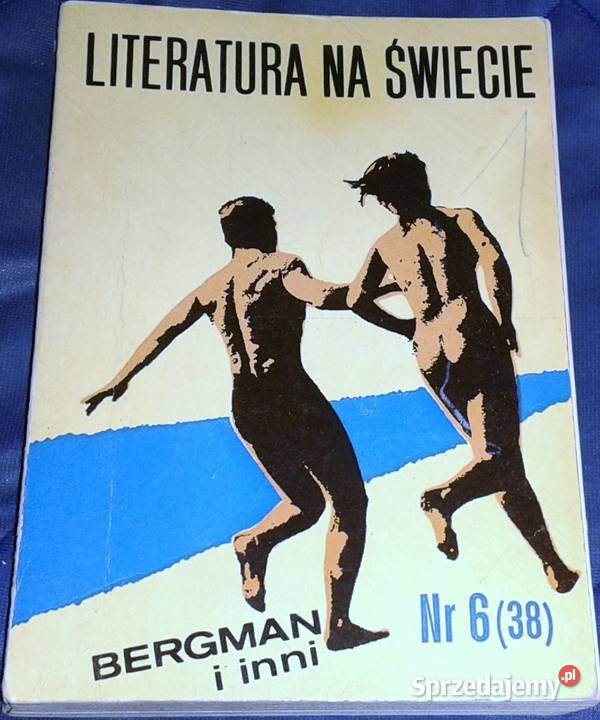 LITERATURA NA ŚWIECIE
BERGMAN
i inni
Nr 6 (38)
Sprzedajemy.pl